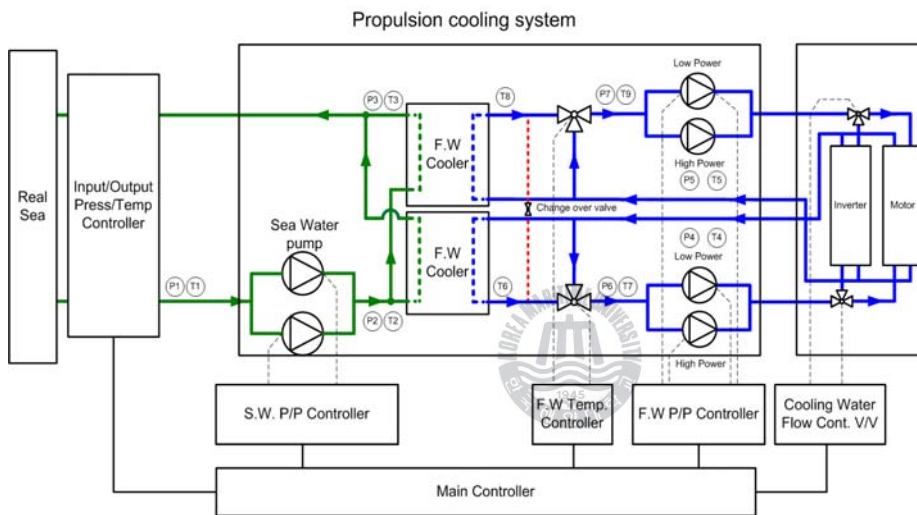 Propulsion cooling system
Real
Sea
Input/Output
Press/Temp
Controller
P1 T1
Sea Water
pump
P2 T2
P3 T3
F.W
Cooler
F.W
Cooler
T8
T6
Change over valve
P7 T9
P6 T7
Low Power
High Power
P5 T5
P4 T4
Low Power
High Power
Inverter
Motor
S.W. P/P Controller
F.W Temp.
Controller
F.W P/P Controller
Cooling Water
Flow Cont. V/V
Main Controller
1945